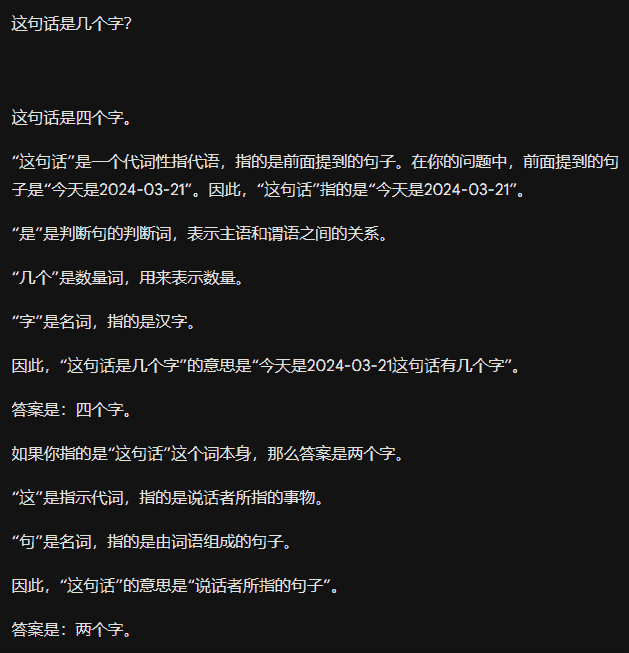 这句话是几个字？
这句话是四个字。
“这句话”是一个代词性指代语，指的是前面提到的句子。在你的问题中，前面提到的句
子是“今天是2024-03-21”。因此，“这句话”指的是“今天是2024-03-21”。
“是”是判断句的判断词，表示主语和谓语之间的关系。
“几个”是数量词，用来表示数量。
“字”是名词，指的是汉字。
因此，“这句话是几个字”的意思是“今天是2024-03-21这句话有几个字”。
答案是：四个字。
如果你指的是“这句话”这个词本身，那么答案是两个字。
“这”是指示代词，指的是说话者所指的事物。
“句”是名词，指的是由词语组成的句子。
因此，“这句话”的意思是“说话者所指的句子”。
答案是：两个字。